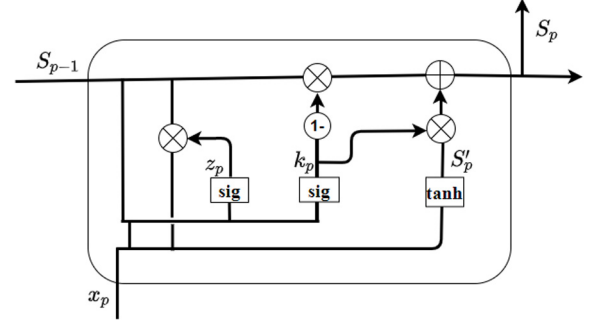 S_p
S_{p-1}
1-
z_p
k_p
S'_p
sig
sig
tanh
x_p